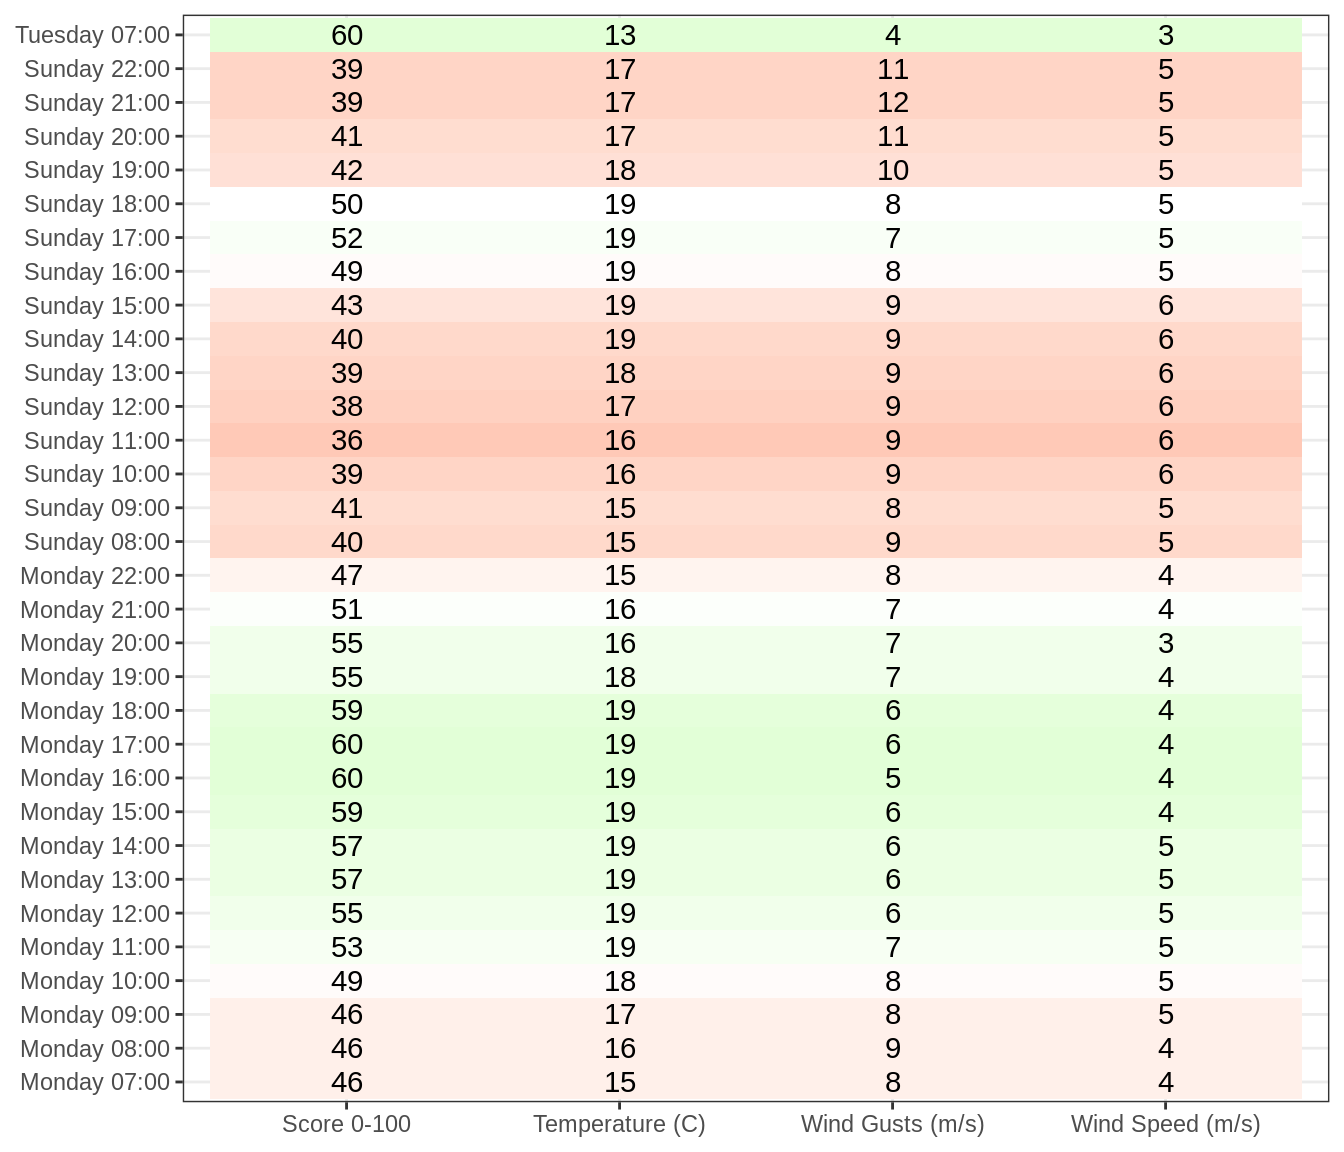 Tuesday 07:00 60 13 4 3
Sunday 22:00 39 17 11 5
Sunday 21:00 39 17 12 5
Sunday 20:00 41 17 11 5
Sunday 19:00 42 18 10 5
Sunday 18:00 50 19 8 5
Sunday 17:00 52 19 7 5
Sunday 16:00 49 19 8 5
Sunday 15:00 43 19 9 6
Sunday 14:00 40 19 9 6
Sunday 13:00 39 18 9 6
Sunday 12:00 38 17 9 6
Sunday 11:00 36 16 9 6
Sunday 10:00 39 16 9 6
Sunday 09:00 41 15 8 5
Sunday 08:00 40 15 9 5
Monday 22:00 47 15 8 4
Monday 21:00 51 16 7 4
Monday 20:00 55 16 7 3
Monday 19:00 55 18 7 4
Monday 18:00 59 19 6 4
Monday 17:00 60 19 6 4
Monday 16:00 60 19 5 4
Monday 15:00 59 19 6 4
Monday 14:00 57 19 6 5
Monday 13:00 57 19 6 5
Monday 12:00 55 19 6 5
Monday 11:00 53 19 7 5
Monday 10:00 49 18 8 5
Monday 09:00 46 17 8 5
Monday 08:00 46 16 9 4
Monday 07:00 46 15 8 4
Score 0-100 Temperature (C) Wind Gusts (m/s) Wind Speed (m/s)